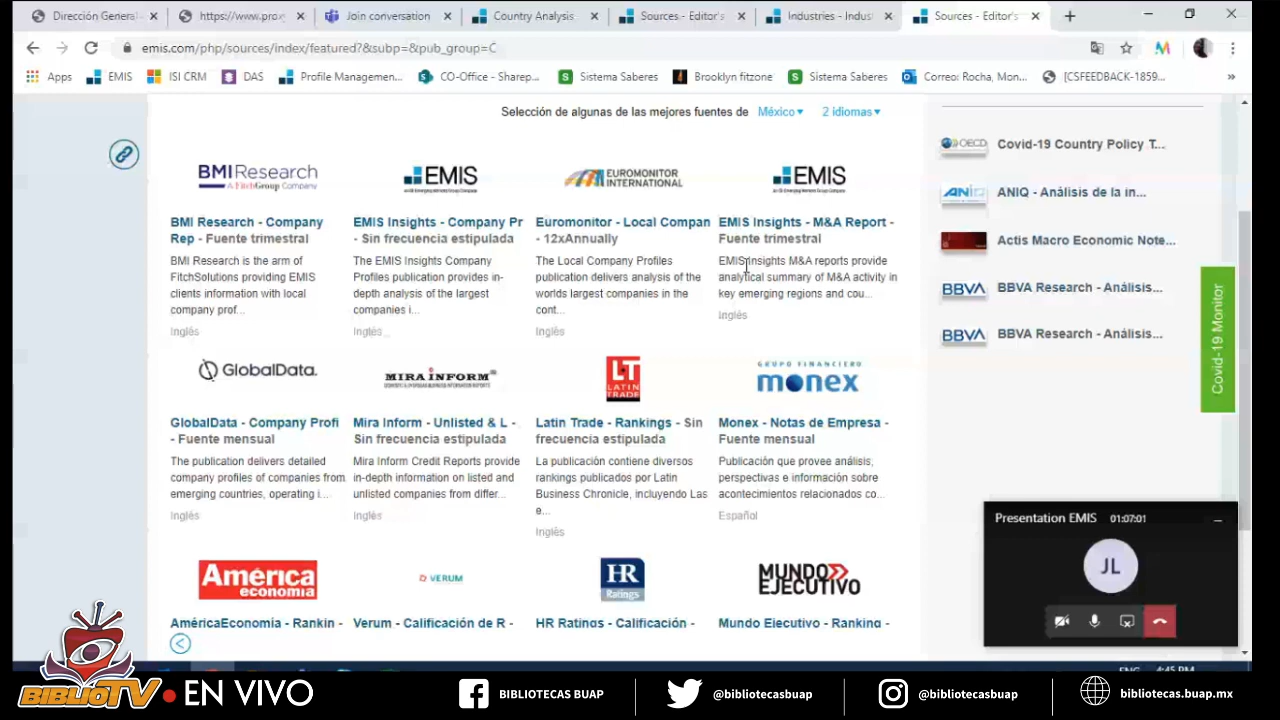 Dirección General
https://www.prox
Join conversation
Country Analysis
Sources - Editor's
Industries - Indust
Sources - Editor's
emis.com/php/sources/index/featured?&subp=&pub_group=C
Apps
EMIS
ISI CRM
DAS
Profile Managemen...
CO-Office - Sharep...
Sistema Saberes
Brooklyn fitzone
Sistema Saberes
Correo: Rocha, Mon...
[CSFEEDBACK-1859...
»
Selección de algunas de las mejores fuentes de México 2 idiomas
BMI Research
A FitchGroup Company
EMIS
EUROMONITOR
INTERNATIONAL
EMIS
BMI Research - Company
Rep - Fuente trimestral
BMI Research is the arm of
FitchSolutions providing EMIS
clients information with local
company prof...
Inglés
EMIS Insights - Company Pr
- Sin frecuencia estipulada
The EMIS Insights Company
Profiles publication provides in-
depth analysis of the largest
companies i...
Inglés
Euromonitor - Local Compan
- 12xAnnually
The Local Company Profiles
publication delivers analysis of the
worlds largest companies in the
cont...
Inglés
EMIS Insights - M&A Report -
Fuente trimestral
EMIS Insights M&A reports provide
analytical summary of M&A activity in
key emerging regions and cou...
Inglés
GlobalData.
MIRA INFORM
LT
LATIN
TRADE
GRUPO FINANCIERO
monex
GlobalData - Company Profi
- Fuente mensual
The publication delivers detailed
company profiles of companies from
emerging countries, operating i...
Inglés
Mira Inform - Unlisted & L -
Sin frecuencia estipulada
Mira Inform Credit Reports provide
in-depth information on listed and
unlisted companies from differ...
Inglés
Latin Trade - Rankings - Sin
frecuencia estipulada
La publicación contiene diversos
rankings publicados por Latin
Business Chronicle, incluyendo Las
e...
Inglés
Monex - Notas de Empresa -
Fuente mensual
Publicación que provee análisis,
perspectivas e información sobre
acontecimientos relacionados co...
Español
América
economía
VERUM
HR
Ratings
MUNDO
EJECUTIVO
AméricaEconomía - Rankin -
Verum - Calificación de R -
HR Ratings - Calificación -
Mundo Ejecutivo - Ranking -
OECD
Covid-19 Country Policy T...
ANIQ
ANIQ - Análisis de la in...
Actis Macro Economic Note...
BBVA
BBVA Research - Análisis...
BBVA
BBVA Research - Análisis...
Covid-19 Monitor
Presentation EMIS 01:07:01
JL
ENG 4:45 PM
BIBLIOTV
EN VIVO
BIBLIOTECAS BUAP
@bibliotecasbuap
@bibliotecasbuap
bibliotecas.buap.mx